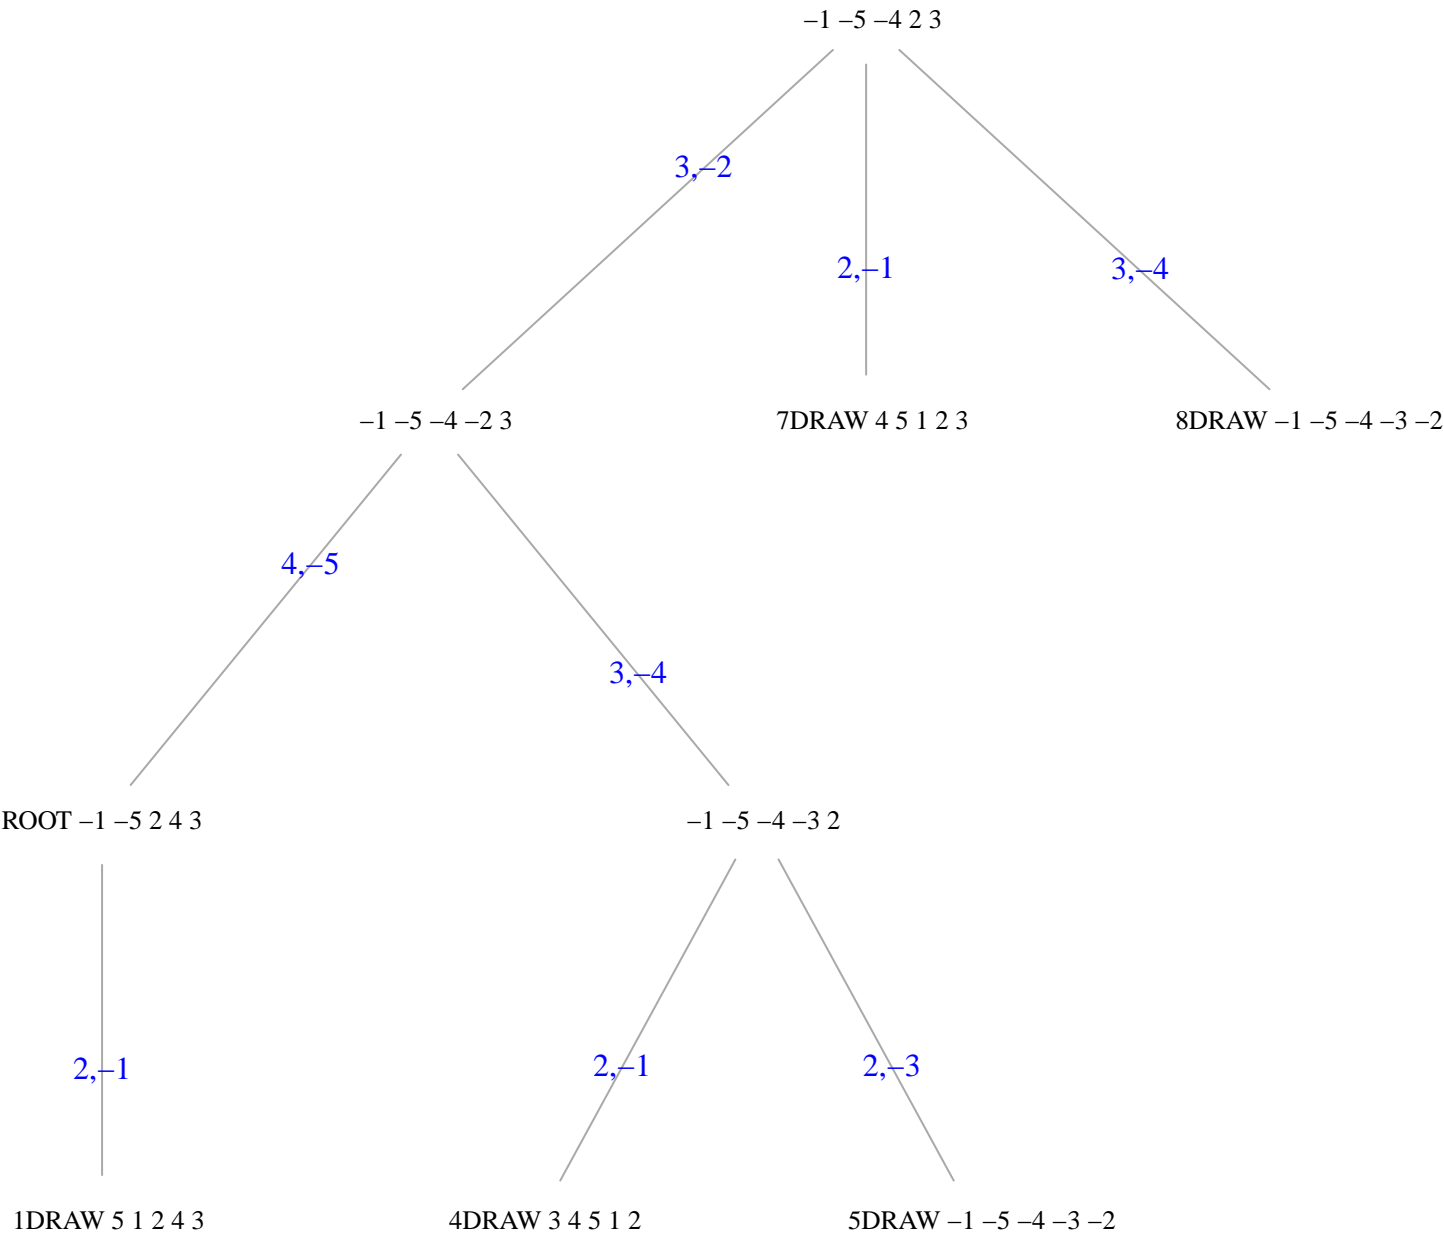 –1 –5 –4 2 3
3,–2
2,–1
3,–4
–1 –5 –4 –2 3
7DRAW 4 5 1 2 3
8DRAW –1 –5 –4 –3 –2
4,–5
3,–4
ROOT –1 –5 2 4 3
–1 –5 –4 –3 2
2,–1
2,–1
2,–3
1DRAW 5 1 2 4 3
4DRAW 3 4 5 1 2
5DRAW –1 –5 –4 –3 –2